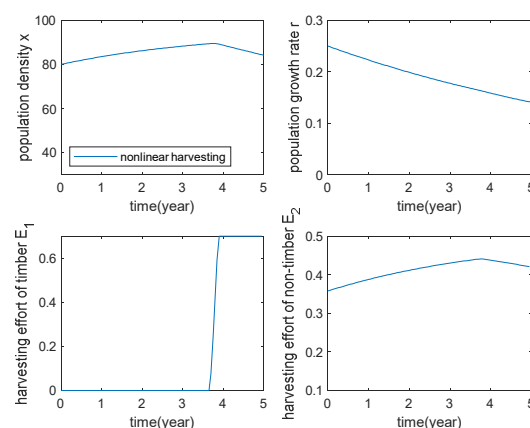 100
80
60
40
population density x
nonlinear harvesting
0 1 2 3 4 5
time(year)
0.3
0.2
0.1
0
population growth rate r
0 1 2 3 4 5
time(year)
0.6
0.4
0.2
0
harvesting effort of timber E1
0 1 2 3 4 5
time(year)
0.5
0.4
0.3
0.2
0.1
harvesting effort of non-timber E2
0 1 2 3 4 5
time(year)